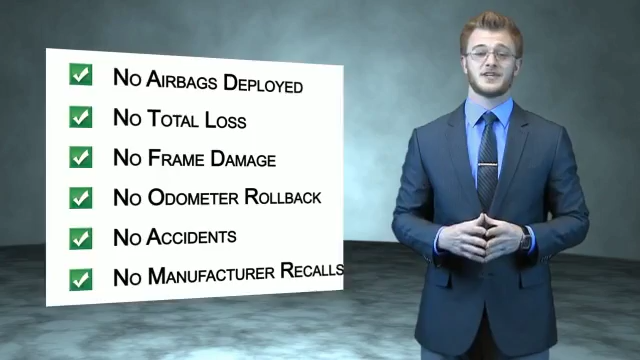 No Airbags Deployed
No Total Loss
No Frame Damage
No Odometer Rollback
No Accidents
No Manufacturer Recalls